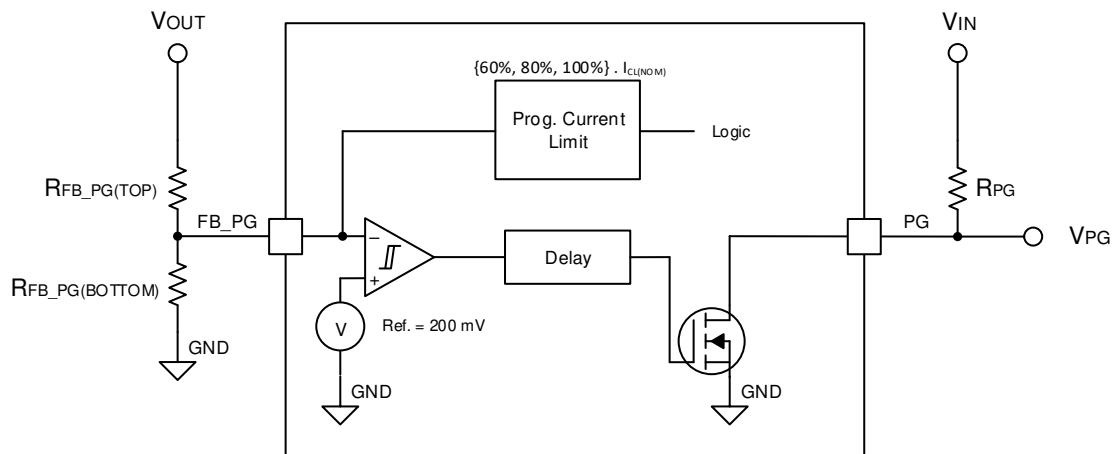 VOUT
VIN
{60%, 80%, 100%} . ICL(NOM)
Prog. Current
Limit
Logic
RFB_PG(TOP)
RPG
FB_PG
PG
VPG
−
+
Delay
RFB_PG(BOTTOM)
V
Ref. = 200 mV
GND
GND
GND